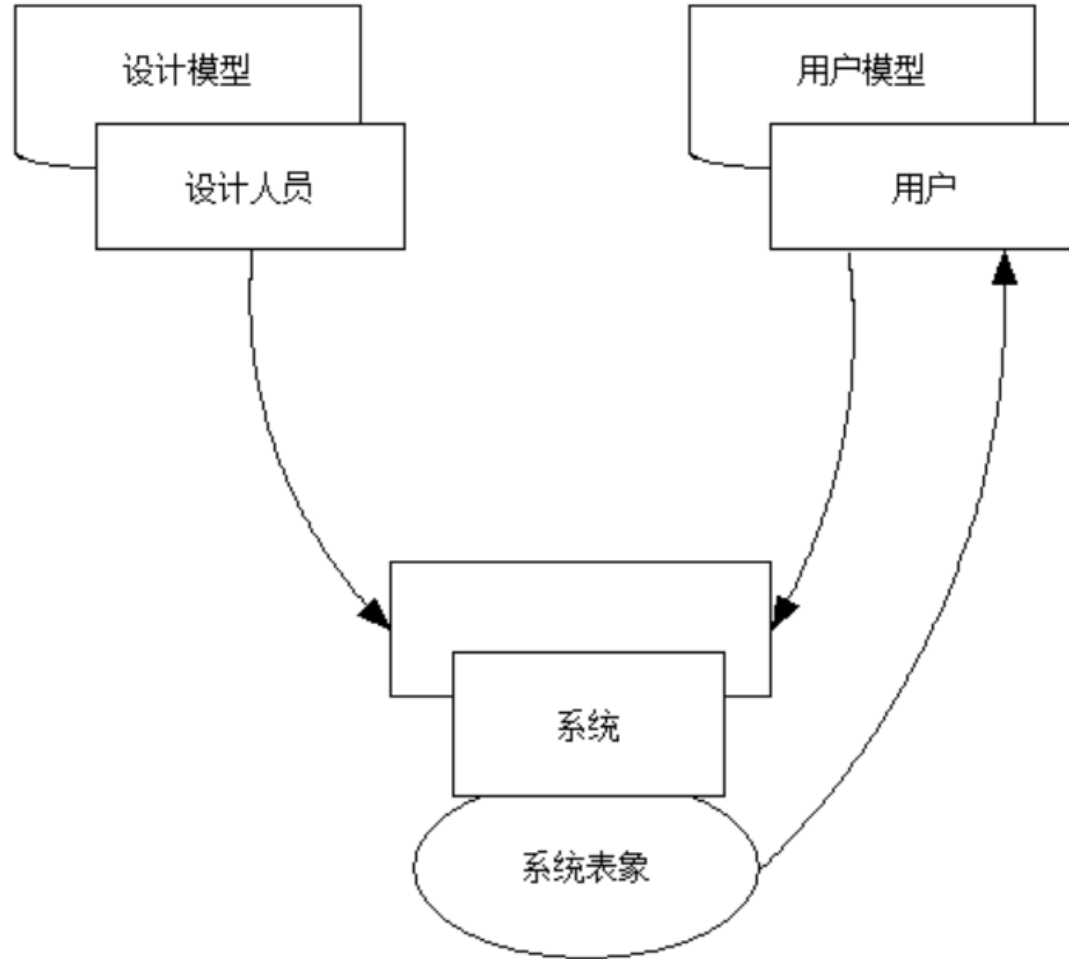 设计模型
用户模型
设计人员
用户
系统
系统表象